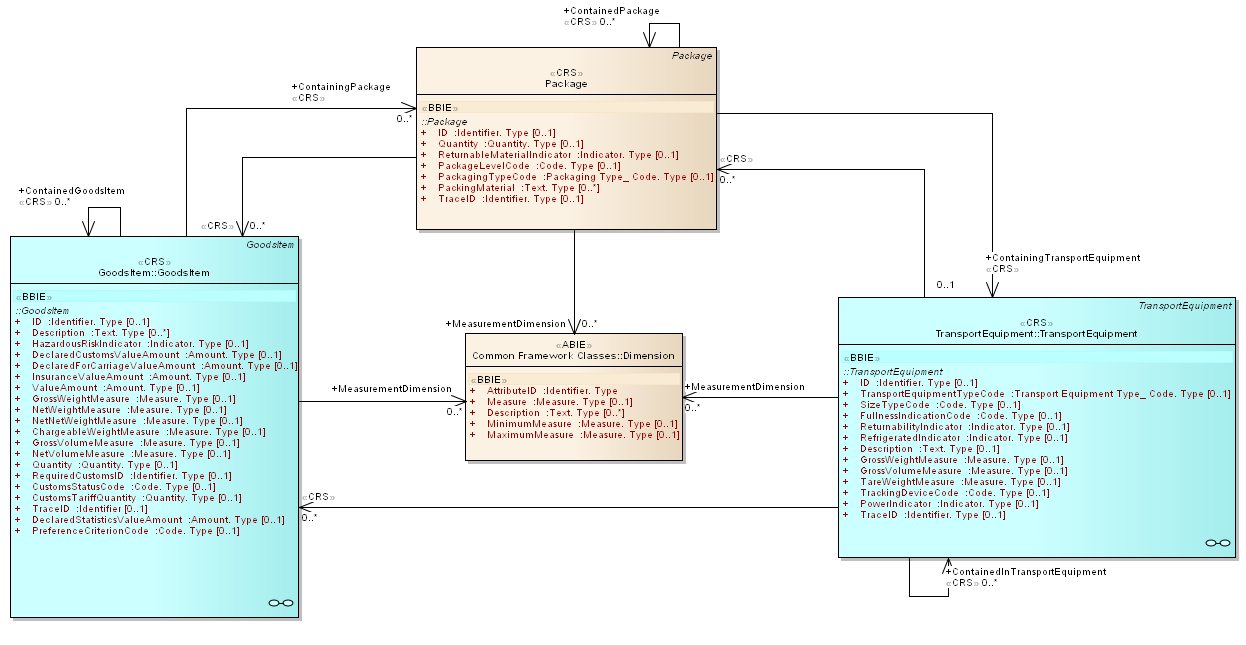 +ContainedPackage
«CRS» 0..*
Package
«CRS»
Package
«BBIE»
::Package
+ ID :Identifier. Type [0..1]
+ Quantity :Quantity. Type [0..1]
+ ReturnableMaterialIndicator :Indicator. Type [0..1]
+ PackageLevelCode :Code. Type [0..1]
+ PackagingTypeCode :Packaging Type_ Code. Type [0..1]
+ PackingMaterial :Text. Type [0..*]
+ TraceID :Identifier. Type [0..1]
+ContainingPackage
«CRS»
0..*
«CRS»
0..*
+ContainedGoodsItem
«CRS» 0..*
«CRS» 0..*
GoodsItem
«CRS»
GoodsItem::GoodsItem
«BBIE»
::GoodsItem
+ ID :Identifier. Type [0..1]
+ Description :Text. Type [0..*]
+ HazardousRiskIndicator :Indicator. Type [0..1]
+ DeclaredCustomsValueAmount :Amount. Type [0..1]
+ DeclaredForCarriageValueAmount :Amount. Type [0..1]
+ InsuranceValueAmount :Amount. Type [0..1]
+ ValueAmount :Amount. Type [0..1]
+ GrossWeightMeasure :Measure. Type [0..1]
+ NetWeightMeasure :Measure. Type [0..1]
+ NetNetWeightMeasure :Measure. Type [0..1]
+ ChargeableWeightMeasure :Measure. Type [0..1]
+ GrossVolumeMeasure :Measure. Type [0..1]
+ NetVolumeMeasure :Measure. Type [0..1]
+ Quantity :Quantity. Type [0..1]
+ RequiredCustomsID :Identifier. Type [0..1]
+ CustomsStatusCode :Code. Type [0..1]
+ CustomsTariffQuantity :Quantity. Type [0..1]
+ TraceID :Identifier [0..1]
+ DeclaredStatisticsValueAmount :Amount. Type [0..1]
+ PreferenceCriterionCode :Code. Type [0..1]
+MeasurementDimension 0..*
«ABIE»
Common Framework Classes::Dimension
«BBIE»
+ AttributeID :Identifier. Type
+ Measure :Measure. Type [0..1]
+ Description :Text. Type [0..*]
+ MinimumMeasure :Measure. Type [0..1]
+ MaximumMeasure :Measure. Type [0..1]
+MeasurementDimension
0..*
+MeasurementDimension
0..*
«CRS»
0..*
+ContainingTransportEquipment
«CRS»
0..1
TransportEquipment
«CRS»
TransportEquipment::TransportEquipment
«BBIE»
::TransportEquipment
+ ID :Identifier. Type [0..1]
+ TransportEquipmentTypeCode :Transport Equipment Type_ Code. Type [0..1]
+ SizeTypeCode :Code. Type [0..1]
+ FullnessIndicationCode :Code. Type [0..1]
+ ReturnabilityIndicator :Indicator. Type [0..1]
+ RefrigeratedIndicator :Indicator. Type [0..1]
+ Description :Text. Type [0..*]
+ GrossWeightMeasure :Measure. Type [0..1]
+ GrossVolumeMeasure :Measure. Type [0..1]
+ TareWeightMeasure :Measure. Type [0..1]
+ TrackingDeviceCode :Code. Type [0..1]
+ PowerIndicator :Indicator. Type [0..1]
+ TraceID :Identifier. Type [0..1]
+ContainedInTransportEquipment
«CRS» 0..*